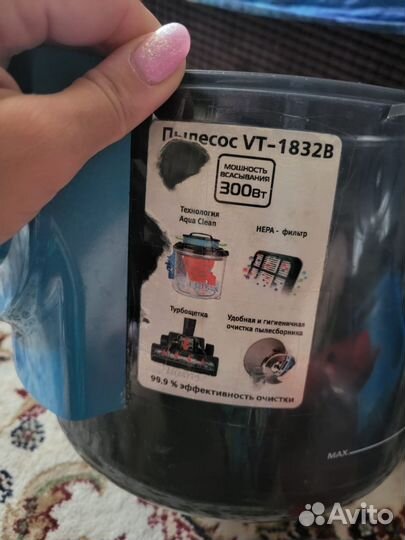 Пылесос VT-1832B
МОЩНОСТЬ
ВСАСЫВАНИЯ
300Вт
Технология
Aqua Clean
HEPA - фильтр
Турбощетка
Удобная и гигиеничная
очистка пылесборника
99.9 % эффективность очистки
MAX
Avito